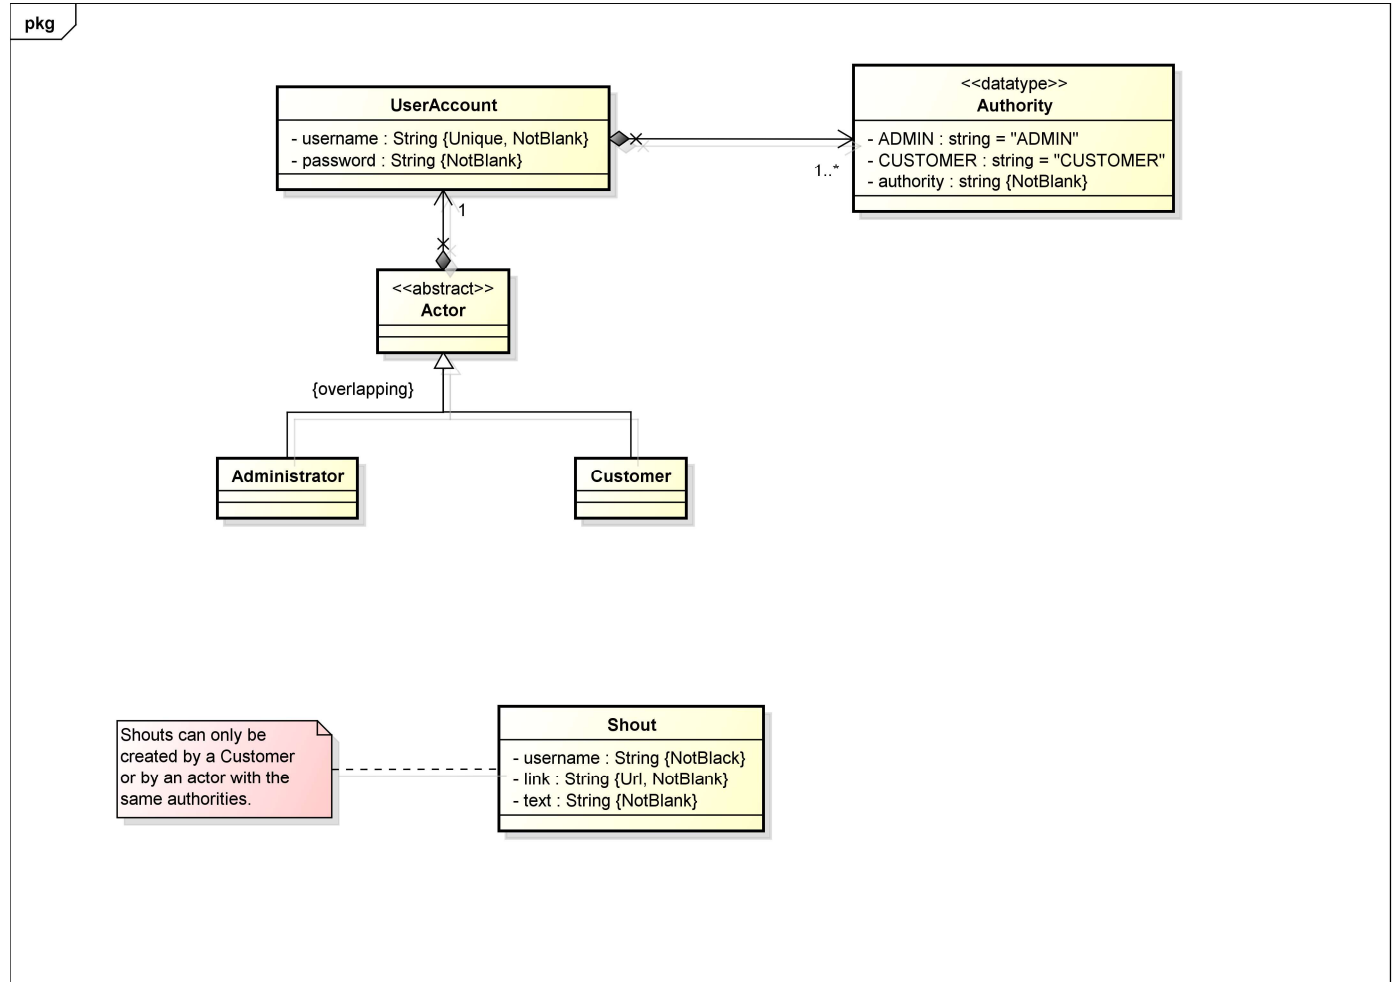 pkg
UserAccount
- username : String {Unique, NotBlank}
- password : String {NotBlank}
<<datatype>>
Authority
- ADMIN : string = "ADMIN"
- CUSTOMER : string = "CUSTOMER"
- authority : string {NotBlank}
1..*
1
<<abstract>>
Actor
{overlapping}
Administrator
Customer
Shouts can only be
created by a Customer
or by an actor with the
same authorities.
Shout
- username : String {NotBlack}
- link : String {Url, NotBlank}
- text : String {NotBlank}